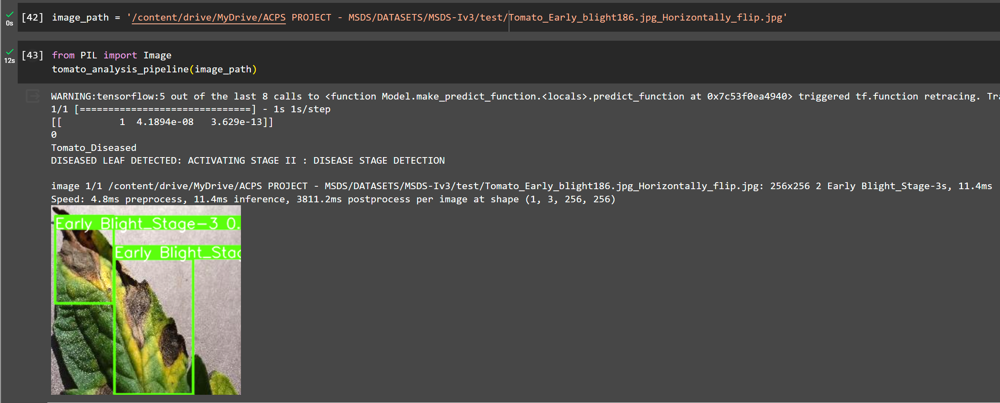 0s [42] image_path = '/content/drive/MyDrive/ACPS PROJECT - MSDS/DATASETS/MSDS-Iv3/test/Tomato_Early_blight186.jpg_Horizontally_flip.jpg'
12s [43] from PIL import Image
tomato_analysis_pipeline(image_path)
WARNING:tensorflow:5 out of the last 8 calls to <function Model.make_predict_function.<locals>.predict_function at 0x7c53f0ea4940> triggered tf.function retracing. Tra
1/1 [==============================] - 1s 1s/step
[[          1  4.1894e-08   3.629e-13]]
0
Tomato_Diseased
DISEASED LEAF DETECTED: ACTIVATING STAGE II : DISEASE STAGE DETECTION
image 1/1 /content/drive/MyDrive/ACPS PROJECT - MSDS/DATASETS/MSDS-Iv3/test/Tomato_Early_blight186.jpg_Horizontally_flip.jpg: 256x256 2 Early Blight_Stage-3s, 11.4ms
Speed: 4.8ms preprocess, 11.4ms inference, 3811.2ms postprocess per image at shape (1, 3, 256, 256)
Early Blight_Stage-3 0.
Early Blight_Stag